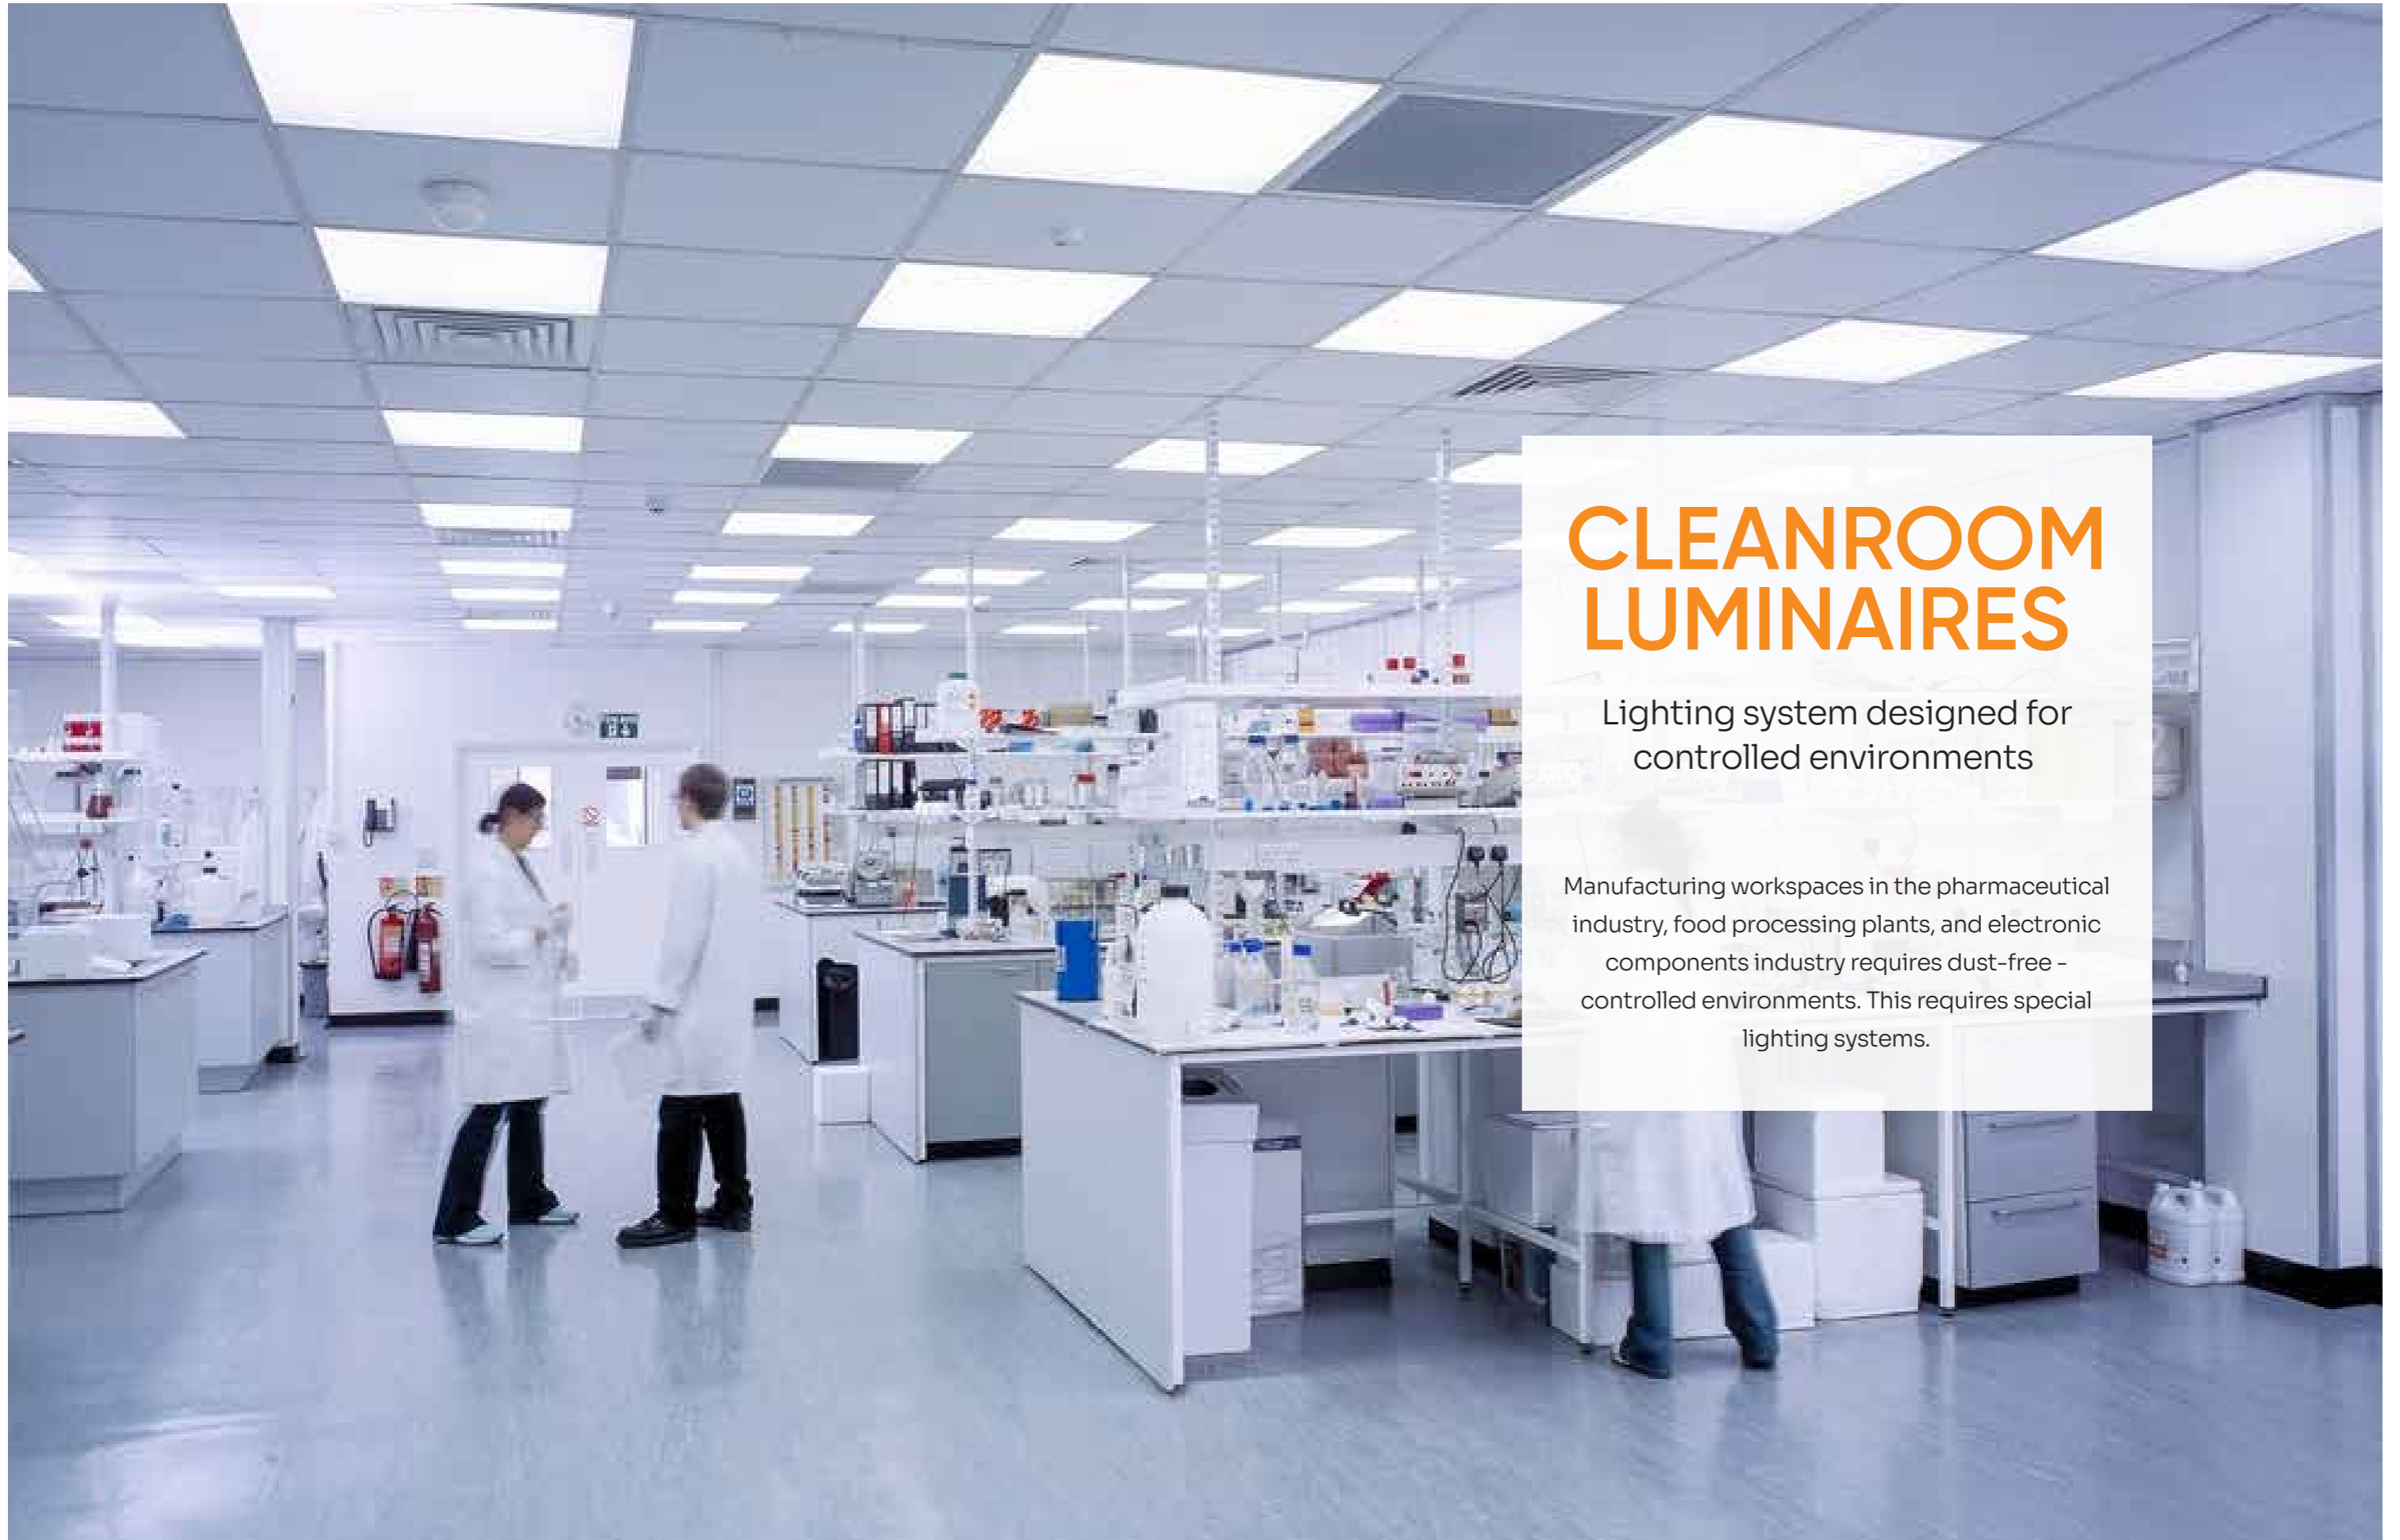 CLEANROOM
LUMINAIRES
Lighting system designed for
controlled environments
Manufacturing workspaces in the pharmaceutical
industry, food processing plants, and electronic
components industry requires dust-free -
controlled environments. This requires special
lighting systems.